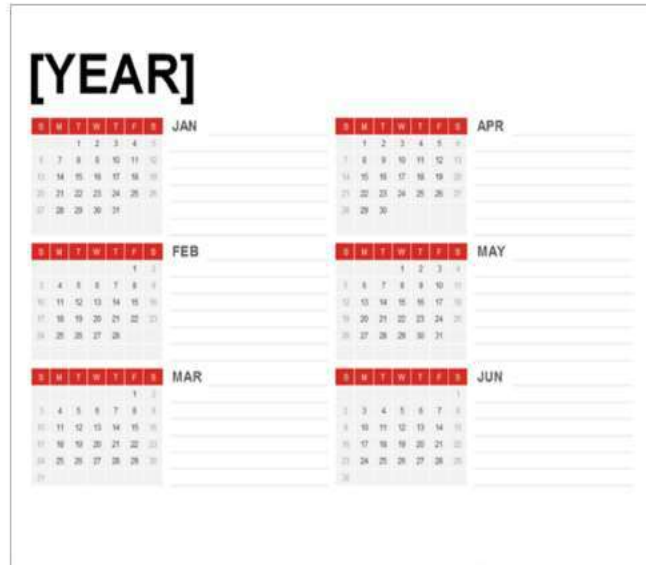 [YEAR]
S M T W T F S JAN
1 2 3 4 5
6 7 8 9 10 11 12
13 14 15 16 17 18 19
20 21 22 23 24 25 26
27 28 29 30 31
S M T W T F S FEB
1 2
3 4 5 6 7 8 9
10 11 12 13 14 15 16
17 18 19 20 21 22 23
24 25 26 27 28
S M T W T F S MAR
1 2
3 4 5 6 7 8 9
10 11 12 13 14 15 16
17 18 19 20 21 22 23
24 25 26 27 28 29 30
31
S M T W T F S APR
1 2 3 4 5 6
7 8 9 10 11 12 13
14 15 16 17 18 19 20
21 22 23 24 25 26 27
28 29 30
S M T W T F S MAY
1 2 3 4
5 6 7 8 9 10 11
12 13 14 15 16 17 18
19 20 21 22 23 24 25
26 27 28 29 30 31
S M T W T F S JUN
1
2 3 4 5 6 7 8
9 10 11 12 13 14 15
16 17 18 19 20 21 22
23 24 25 26 27 28 29
30